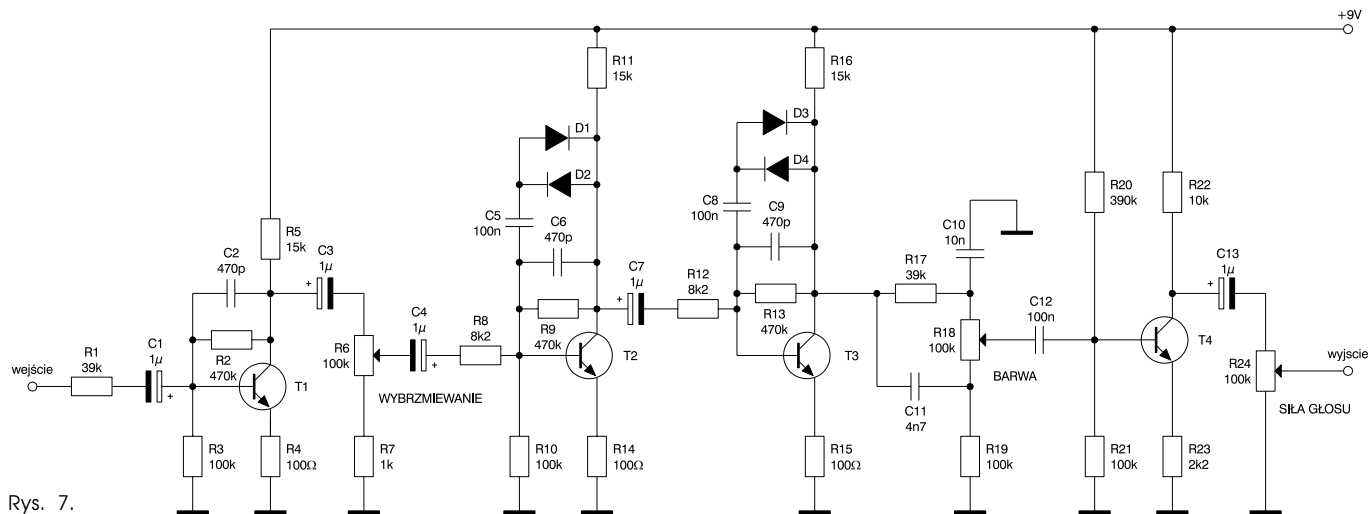 +9V
R11
15k
R16
15k
D1
D3
D2
D4
R20
390k
R22
10k
C5
100n
C8
100n
C6
470p
C9
470p
C10
10n
R5
15k
C2
470p
C3
1µ
+
C7
1µ
+
R12
8k2
R17
39k
C13
1µ
+
C4
1µ
+
R8
8k2
R9
470k
T2
R13
470k
T3
C12
100n
R18
100k
T4
R1
39k
C1
1µ
+
R2
470k
T1
R6
100k
wejście
WYBRZMIEWANIE
BARWA
R24
100k
wyjscie
SIŁA GŁOSU
C11
4n7
R3
100k
R4
100Ω
R7
1k
R10
100k
R14
100Ω
R15
100Ω
R19
100k
R21
100k
R23
2k2
Rys. 7.